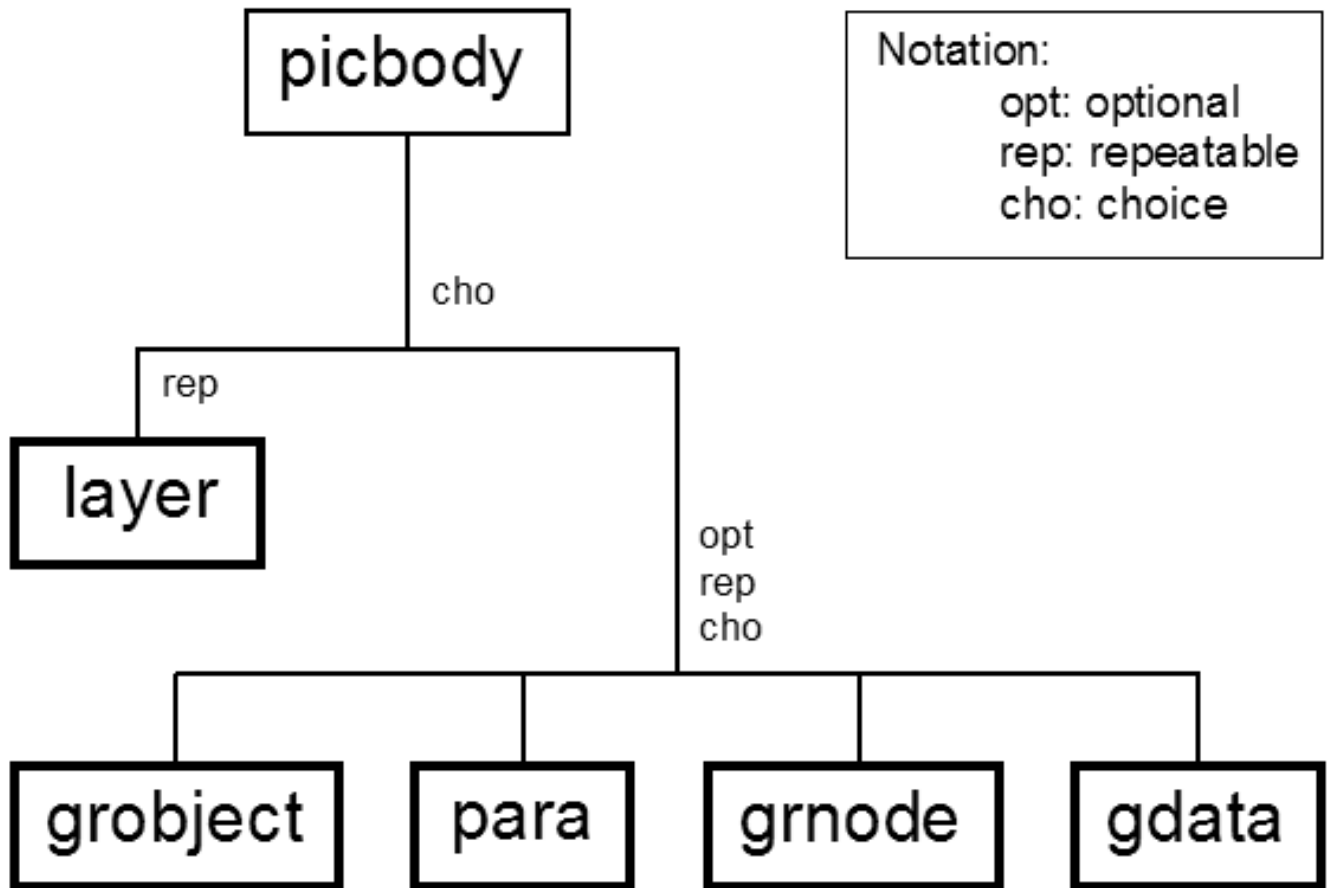 picbody
Notation:
opt: optional
rep: repeatable
cho: choice
cho
rep
layer
opt
rep
cho
grobject
para
grnode
gdata